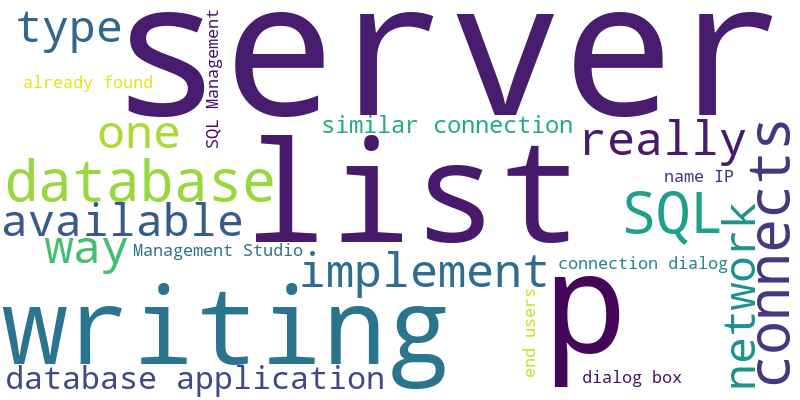 type
server
already found
SQL Management
one
similar connection
really
database
list
name IP
connects
available
SQL
way
Management Studio
network
implement
connection dialog
writing
p
end users
database application
dialog box